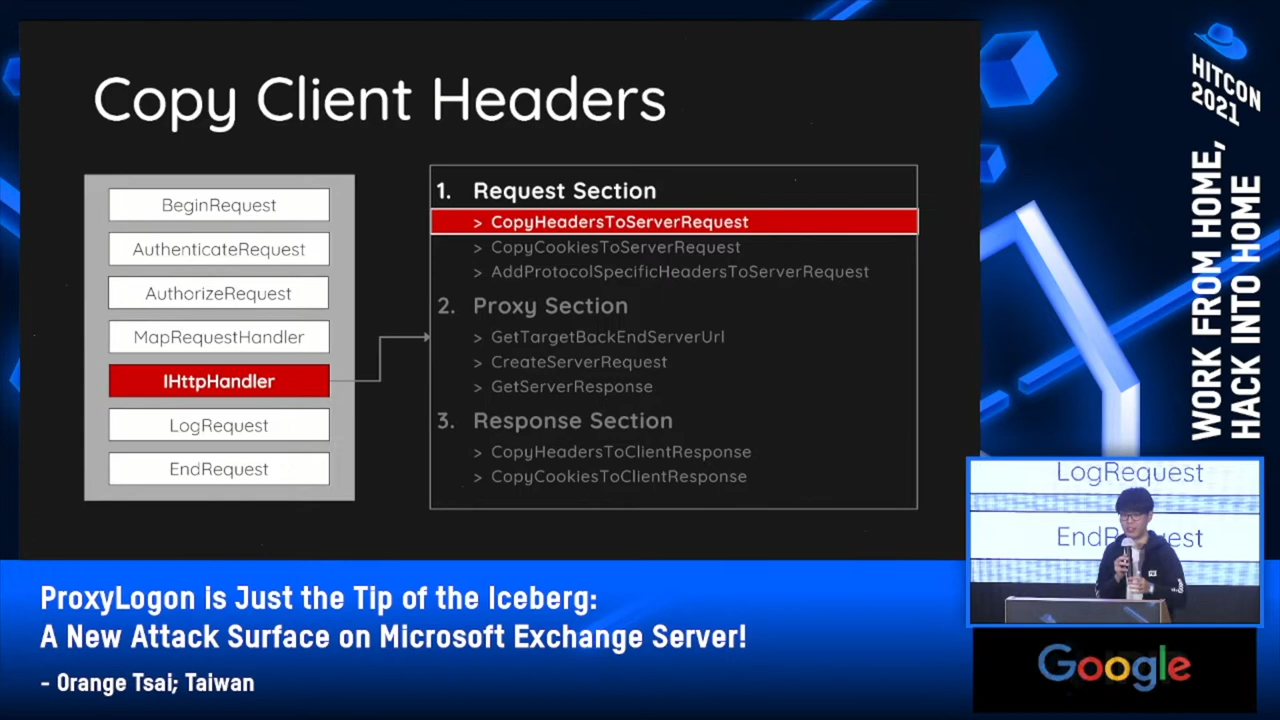 Copy Client Headers
BeginRequest
AuthenticateRequest
AuthorizeRequest
MapRequestHandler
IHttpHandler
LogRequest
EndRequest
1. Request Section
> CopyHeadersToServerRequest
> CopyCookiesToServerRequest
> AddProtocolSpecificHeadersToServerRequest
2. Proxy Section
> GetTargetBackEndServerUrl
> CreateServerRequest
> GetServerResponse
3. Response Section
> CopyHeadersToClientResponse
> CopyCookiesToClientResponse
HITCON
2021
WORK FROM HOME,
HACK INTO HOME
LogRequest
EndRequest
ProxyLogon is Just the Tip of the Iceberg:
A New Attack Surface on Microsoft Exchange Server!
- Orange Tsai; Taiwan
Google